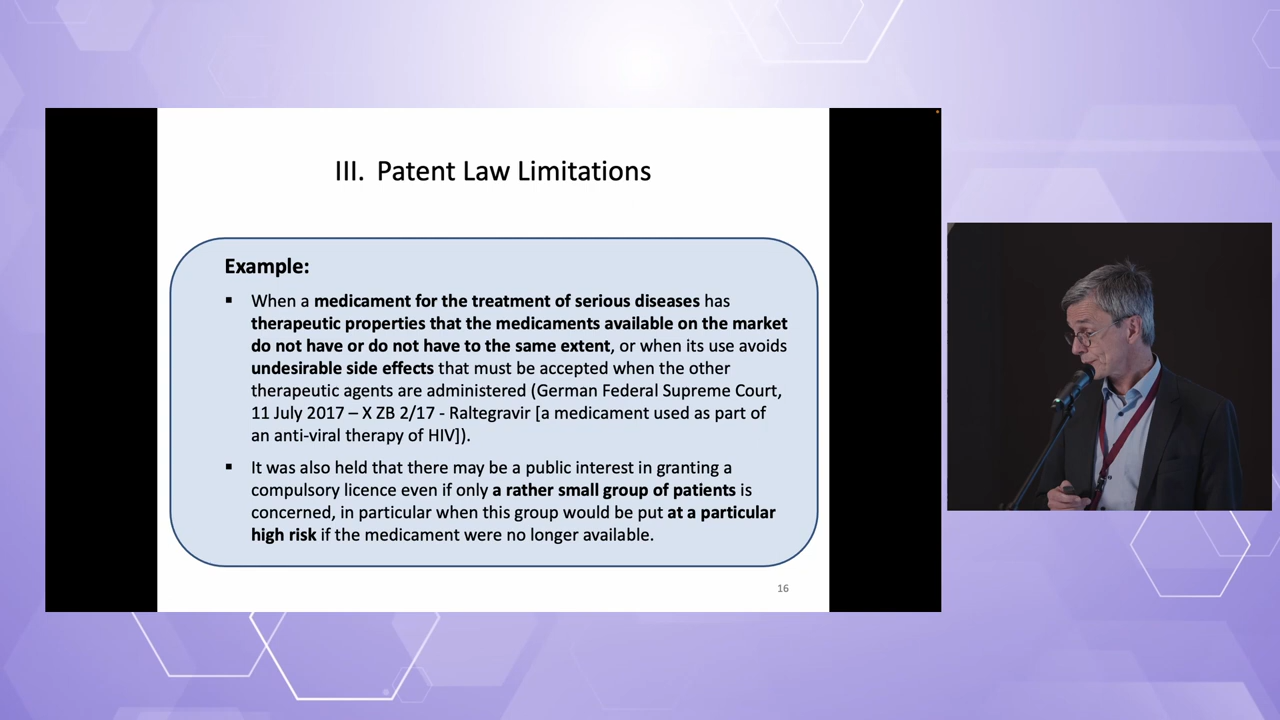 III. Patent Law Limitations
Example:
▪ When a medicament for the treatment of serious diseases has
therapeutic properties that the medicaments available on the market
do not have or do not have to the same extent, or when its use avoids
undesirable side effects that must be accepted when the other
therapeutic agents are administered (German Federal Supreme Court,
11 July 2017 – X ZB 2/17 - Raltegravir [a medicament used as part of
an anti-viral therapy of HIV]).
▪ It was also held that there may be a public interest in granting a
compulsory licence even if only a rather small group of patients is
concerned, in particular when this group would be put at a particular
high risk if the medicament were no longer available.
16